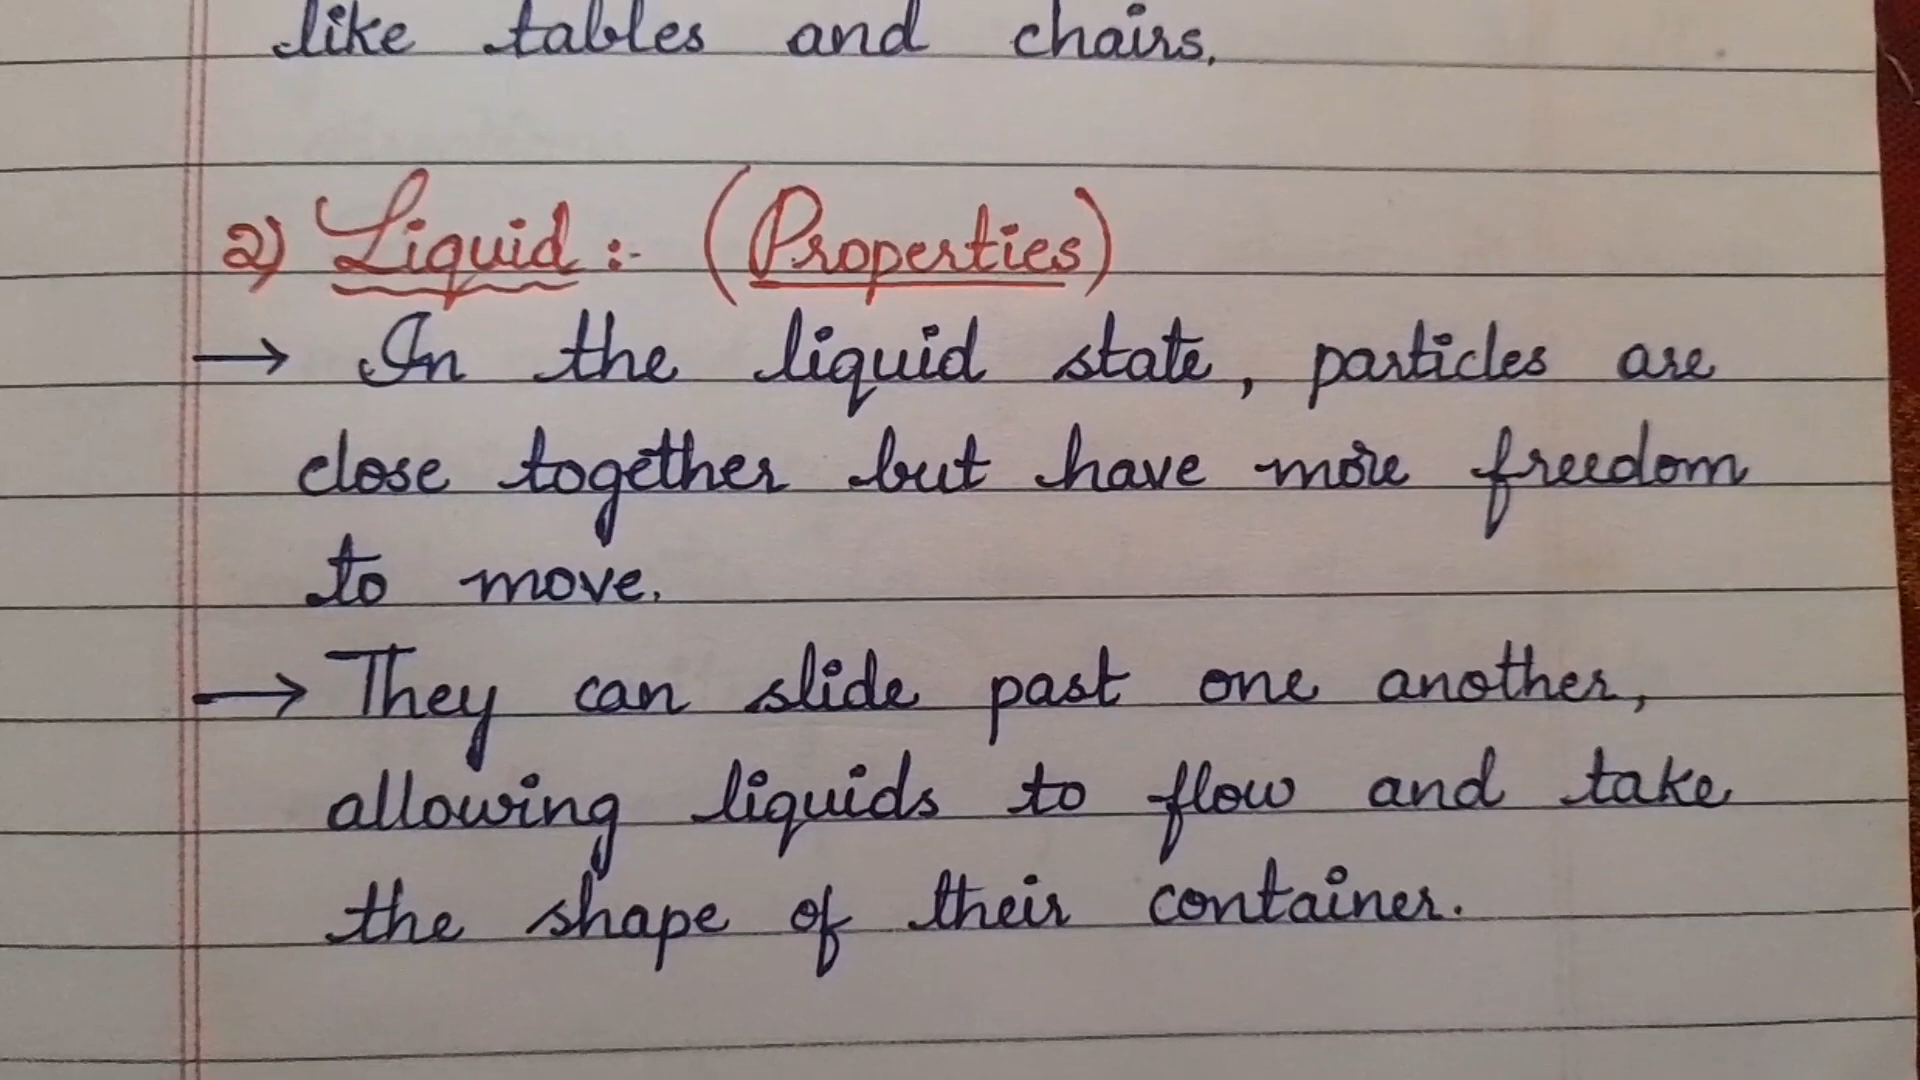 like tables and chairs.
2) Liquid :- (Properties)
→ In the liquid state, particles are
close together but have more freedom
to move.
→ They can slide past one another,
allowing liquids to flow and take
the shape of their container.